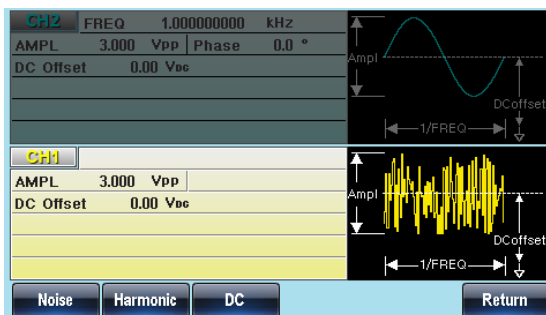 CH2 FREQ 1.000000000 kHz
AMPL 3.000 Vpp Phase 0.0 °
DC Offset 0.00 VDC
Ampl
DCoffset
1/FREQ
CH1
AMPL 3.000 Vpp
DC Offset 0.00 VDC
Ampl
DCoffset
1/FREQ
Noise Harmonic DC Return